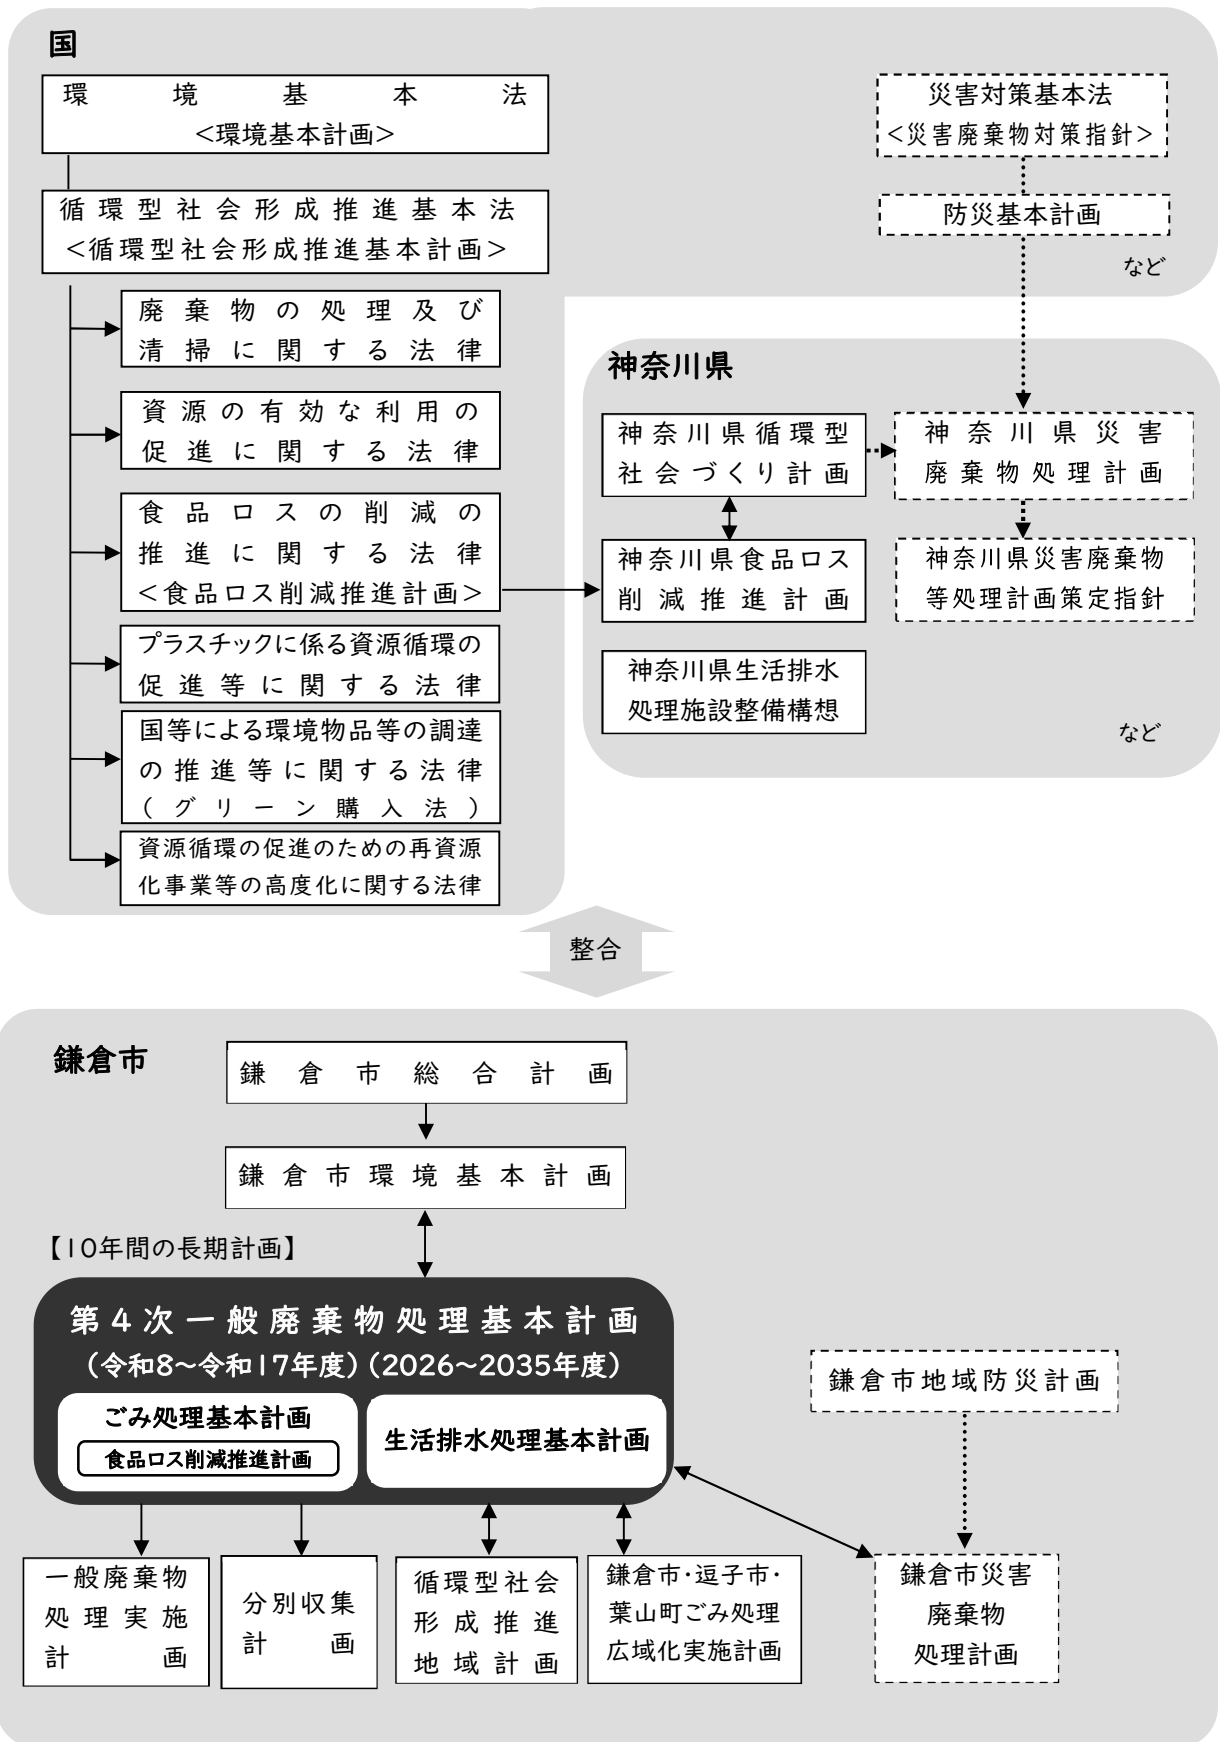 国
環境基本法
<環境基本計画>
循環型社会形成推進基本法
<循環型社会形成推進基本計画>
廃棄物の処理及び
清掃に関する法律
資源の有効な利用の
促進に関する法律
食品ロスの削減の
推進に関する法律
<食品ロス削減推進計画>
プラスチックに係る資源循環の
促進等に関する法律
国等による環境物品等の調達
の推進等に関する法律
(グリーン購入法)
資源循環の促進のための再資源
化事業等の高度化に関する法律
災害対策基本法
<災害廃棄物対策指針>
防災基本計画
など
神奈川県
神奈川県循環型
社会づくり計画
神奈川県食品ロス
削減推進計画
神奈川県生活排水
処理施設整備構想
神奈川県災害
廃棄物処理計画
神奈川県災害廃棄物
等処理計画策定指針
など
整合
鎌倉市
鎌倉市総合計画
鎌倉市環境基本計画
【10年間の長期計画】
第4次一般廃棄物処理基本計画
(令和8~令和17年度)(2026~2035年度)
ごみ処理基本計画
食品ロス削減推進計画
生活排水処理基本計画
鎌倉市地域防災計画
一般廃棄物
処理実施
計画
分別収集
計画
循環型社会
形成推進
地域計画
鎌倉市・逗子市・
葉山町ごみ処理
広域化実施計画
鎌倉市災害
廃棄物
処理計画